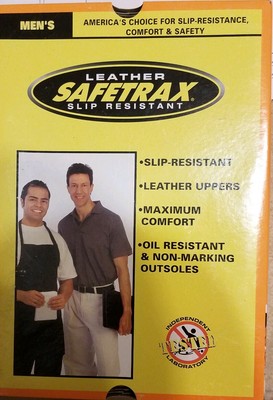 MEN'S
AMERICA'S CHOICE FOR SLIP-RESISTANCE,
COMFORT & SAFETY
LEATHER
SAFETRAX®
SLIP RESISTANT
•SLIP-RESISTANT
•LEATHER UPPERS
•MAXIMUM
COMFORT
•OIL RESISTANT
& NON-MARKING
OUTSOLES
INDEPENDENT
TESTED
LABORATORY